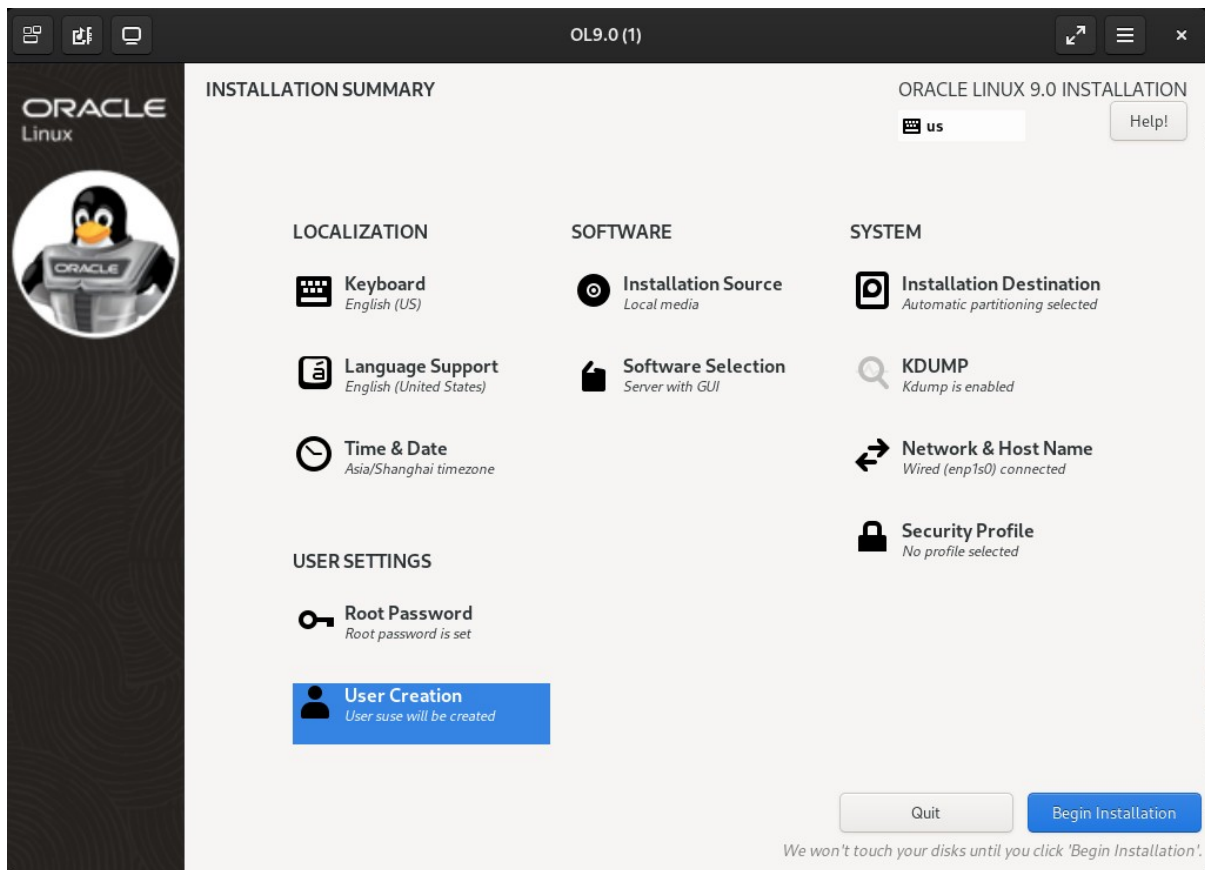 OL9.0 (1)
ORACLE
Linux
ORACLE
INSTALLATION SUMMARY
ORACLE LINUX 9.0 INSTALLATION
us
Help!
LOCALIZATION
Keyboard
English (US)
Language Support
English (United States)
Time & Date
Asia/Shanghai timezone
SOFTWARE
Installation Source
Local media
Software Selection
Server with GUI
SYSTEM
Installation Destination
Automatic partitioning selected
KDUMP
Kdump is enabled
Network & Host Name
Wired (enp1s0) connected
Security Profile
No profile selected
USER SETTINGS
Root Password
Root password is set
User Creation
User suse will be created
Quit
Begin Installation
We won't touch your disks until you click 'Begin Installation'.